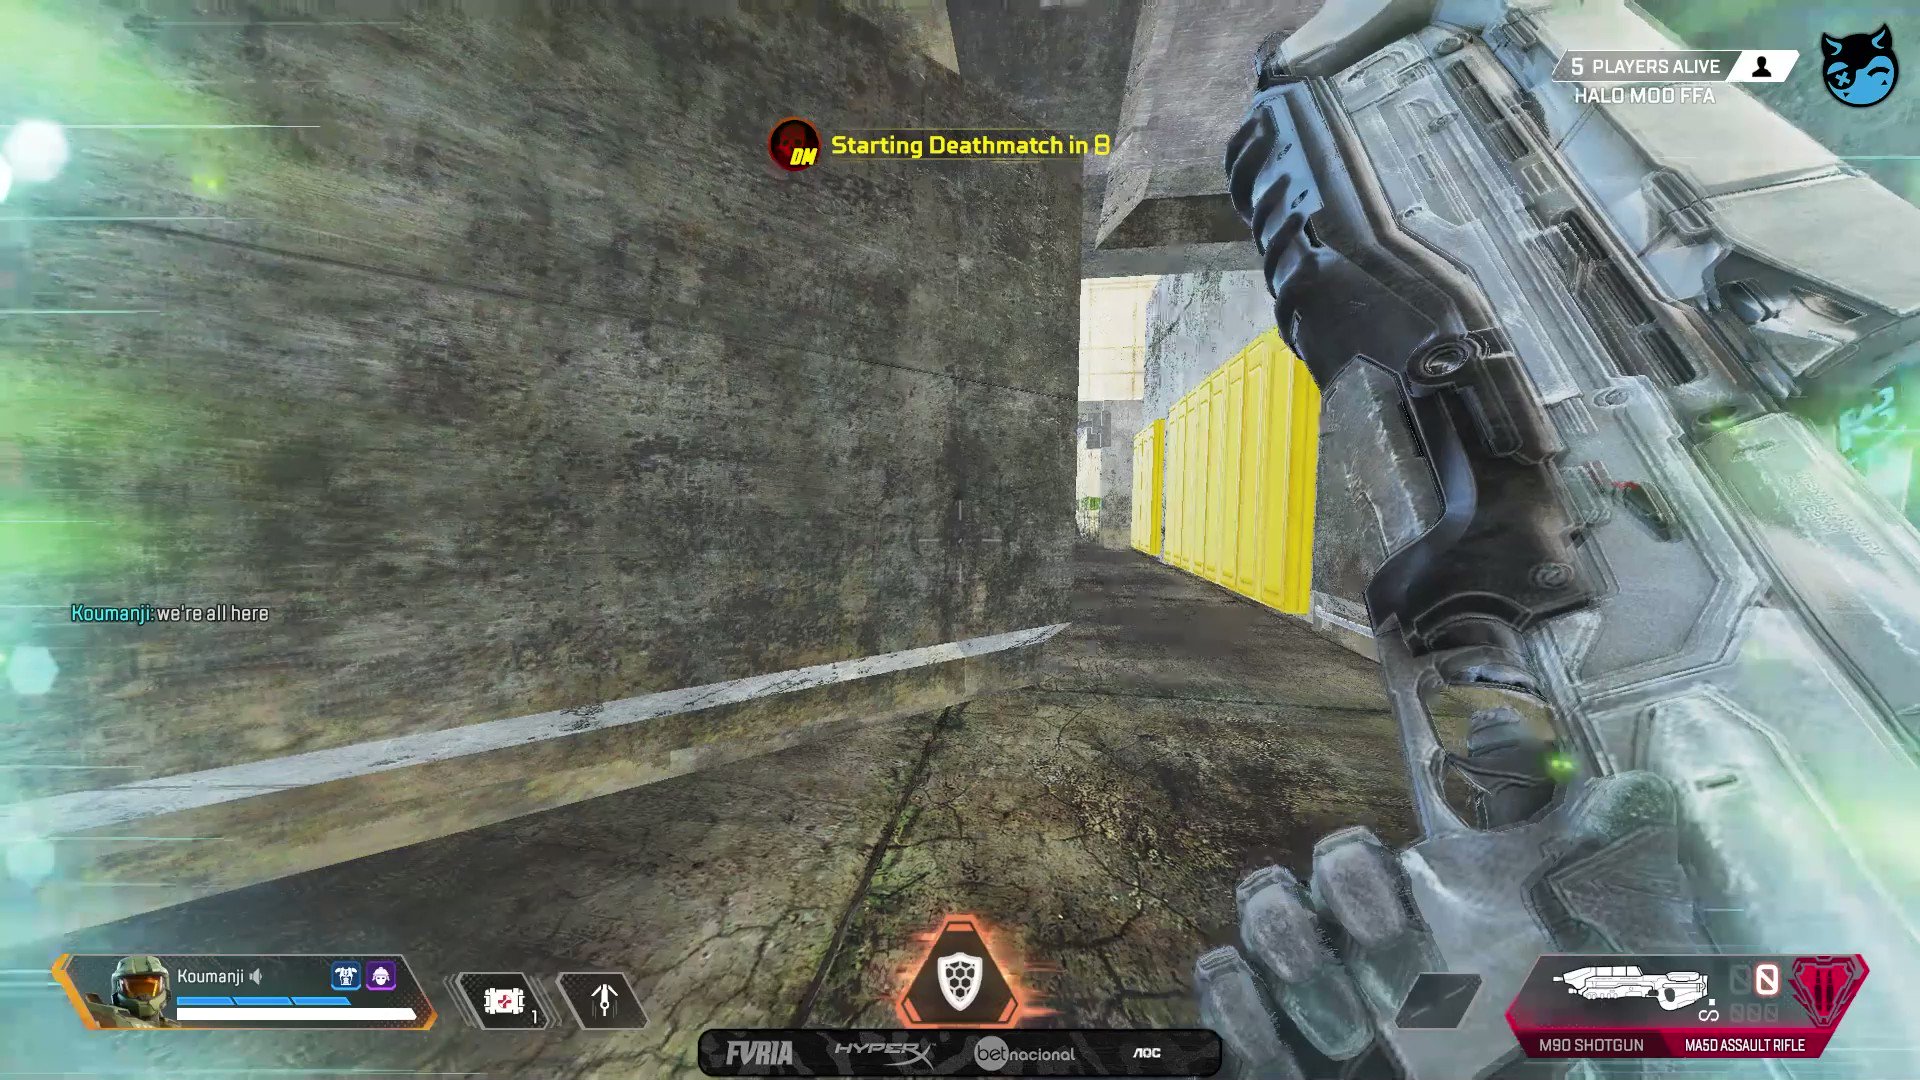 5 PLAYERS ALIVE
HALO MOD FFA
DM Starting Deathmatch in 8
Koumanji: we're all here
Koumanji
1
0
M90 SHOTGUN MA5D ASSAULT RIFLE
FVRIA HYPERX betnacional AOC